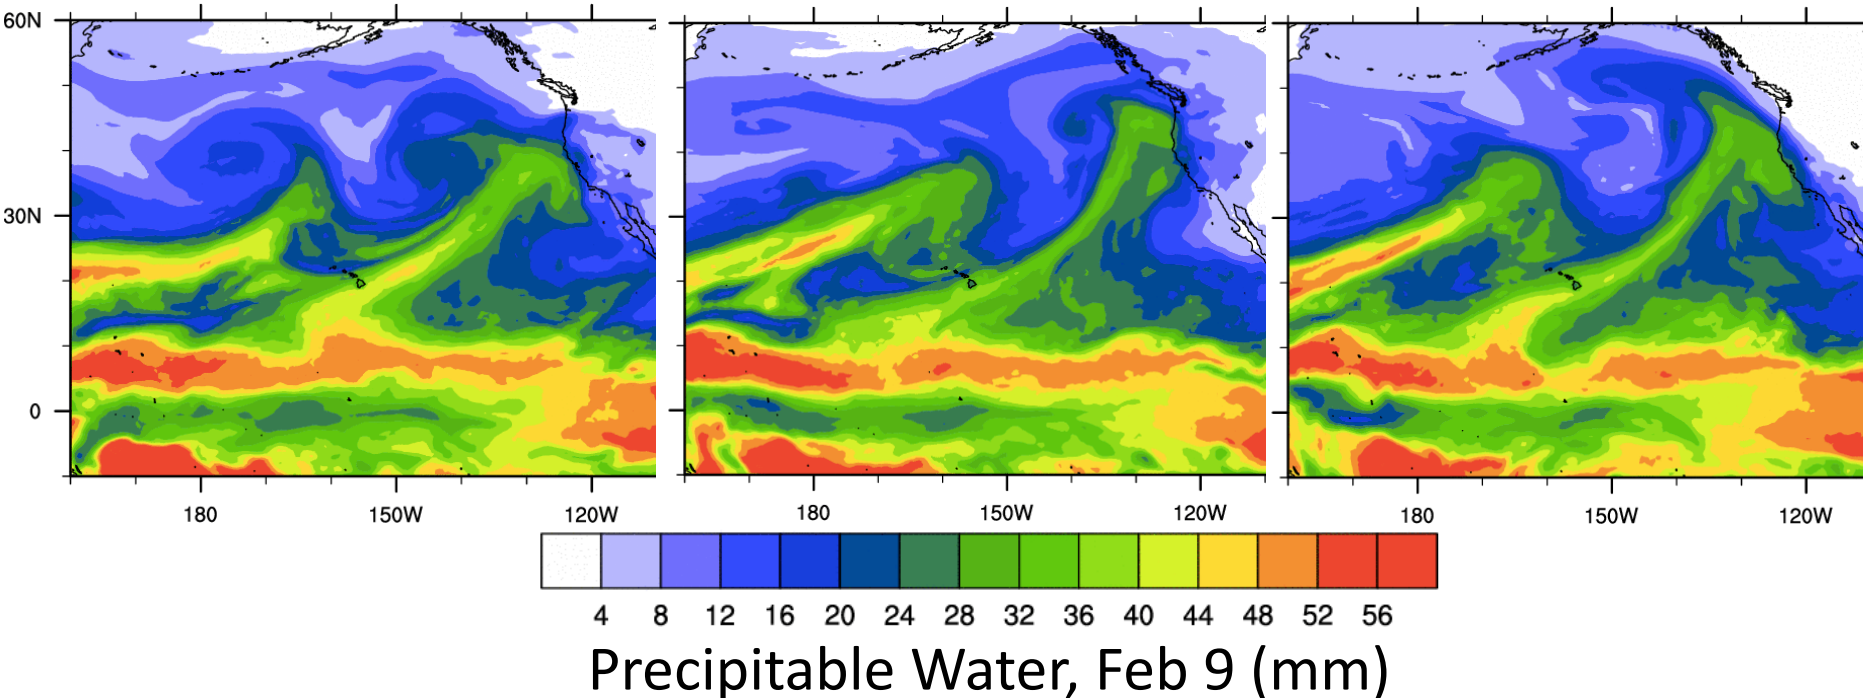 60N
30N
0
180 150W 120W 180 150W 120W 180 150W 120W
4 8 12 16 20 24 28 32 36 40 44 48 52 56
Precipitable Water, Feb 9 (mm)